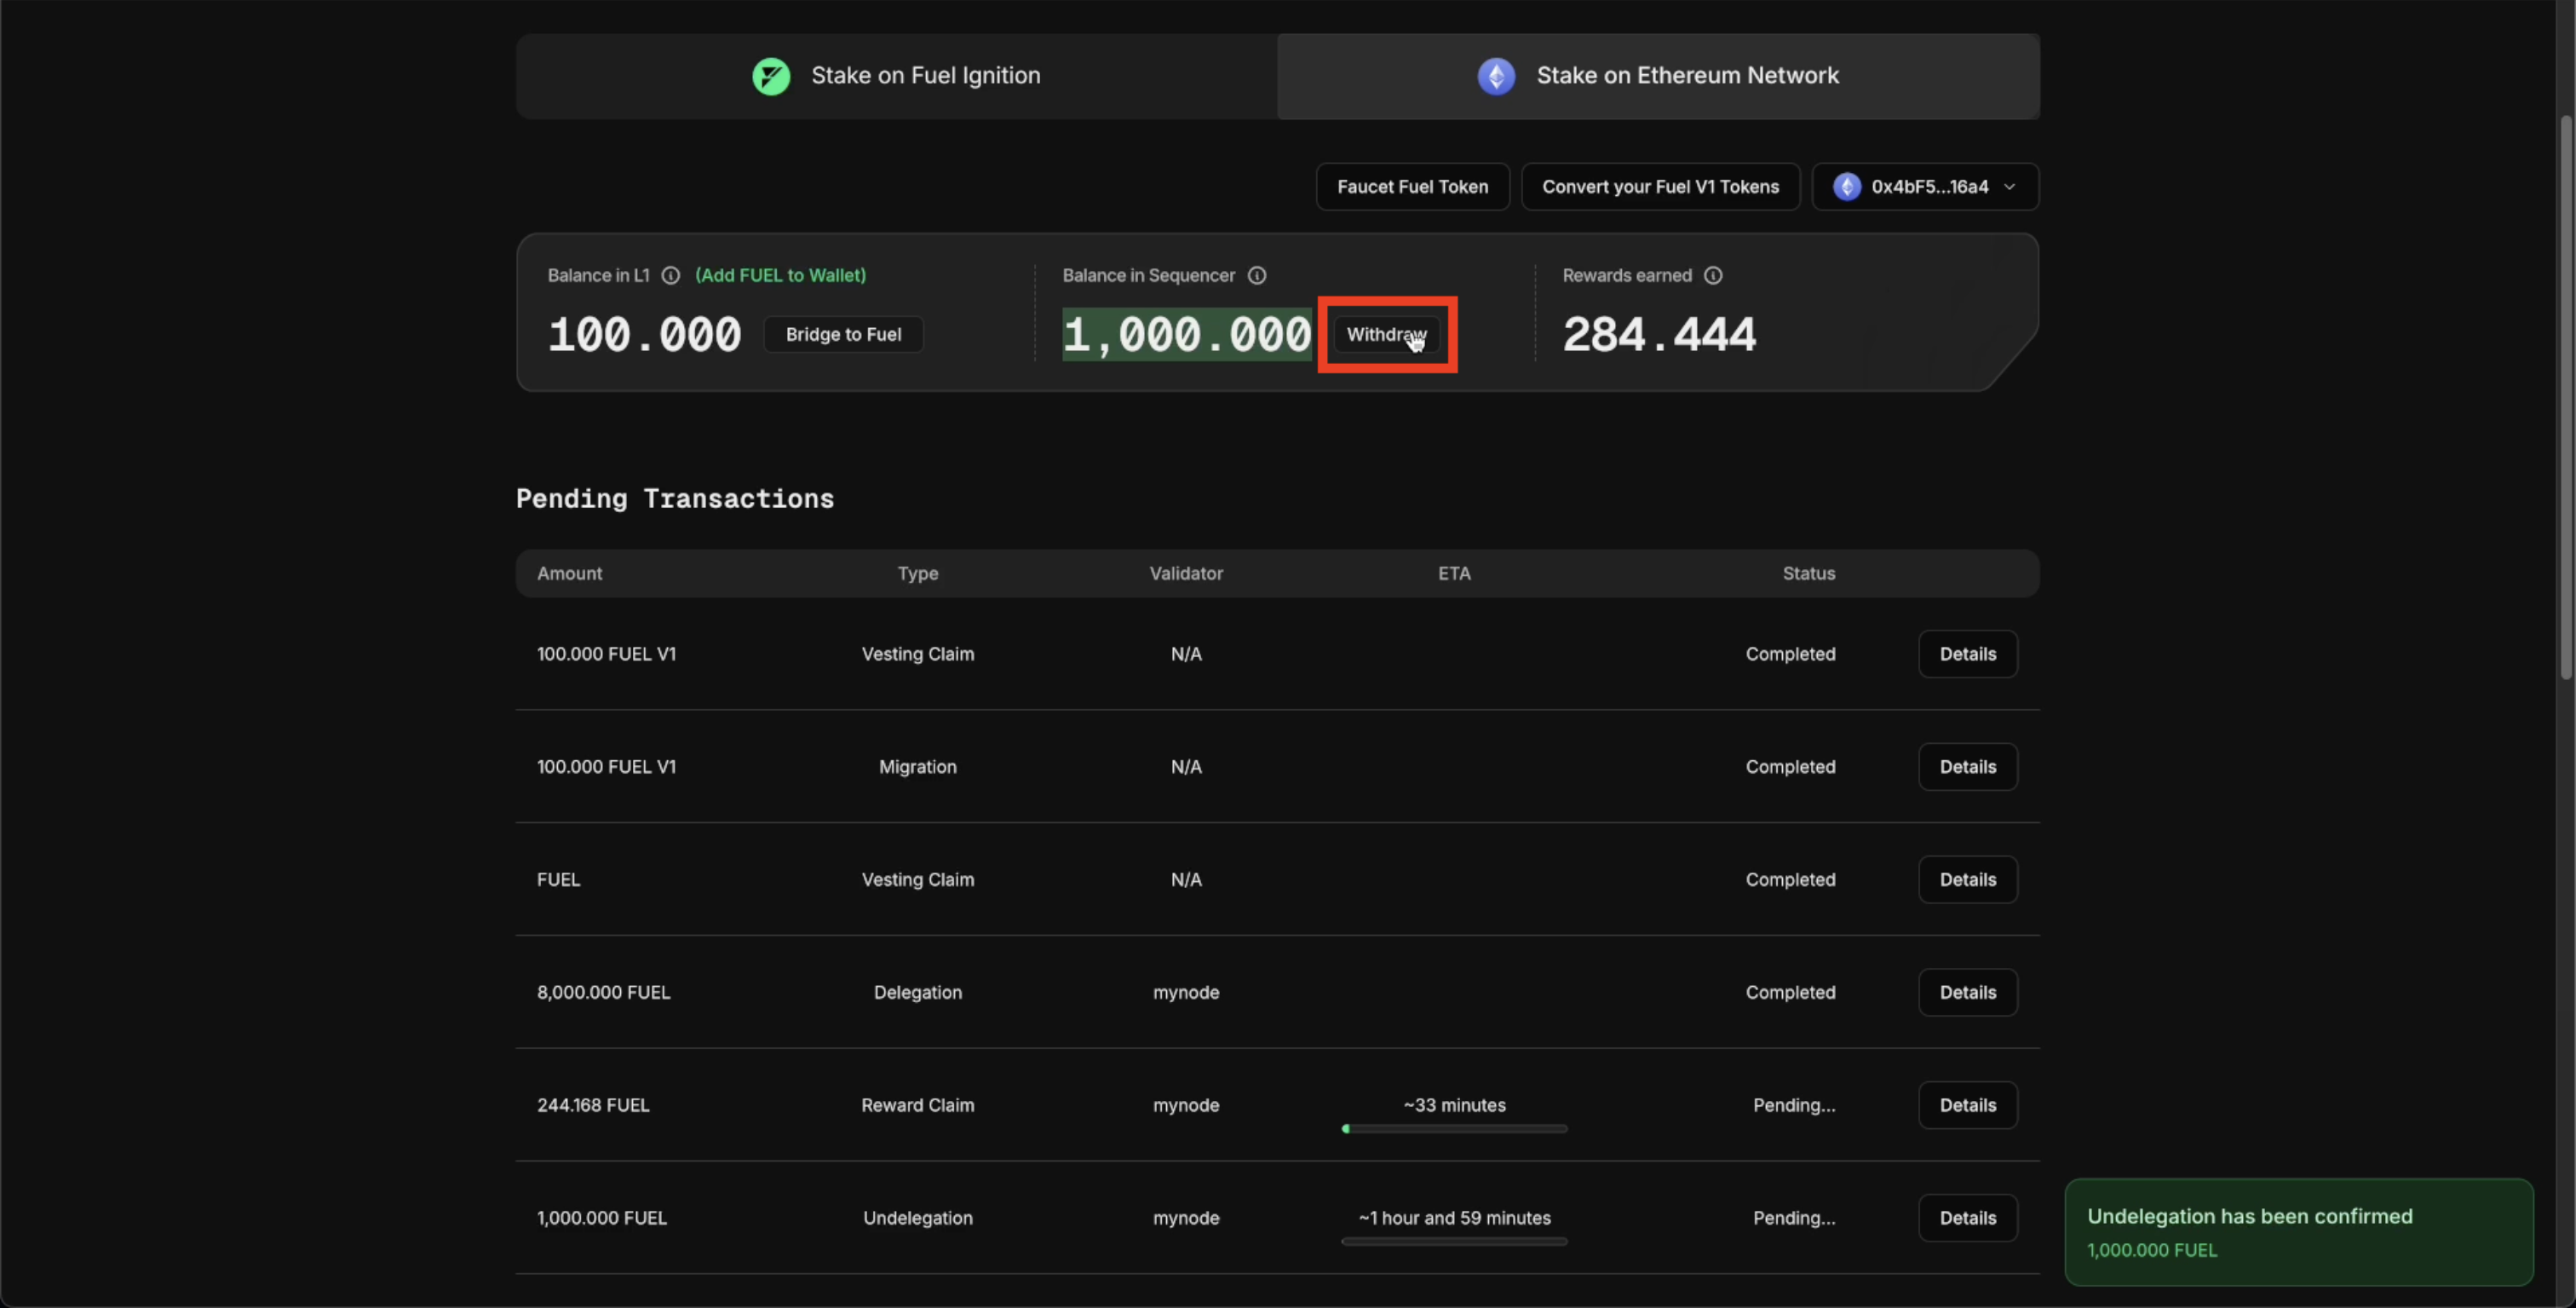 Stake on Fuel Ignition
Stake on Ethereum Network
Faucet Fuel Token
Convert your Fuel V1 Tokens
0x4bF5...16a4
Balance in L1 (Add FUEL to Wallet)
100.000 Bridge to Fuel
Balance in Sequencer
1,000.000 Withdraw
Rewards earned
284.444
Pending Transactions
Amount Type Validator ETA Status
100.000 FUEL V1 Vesting Claim N/A Completed Details
100.000 FUEL V1 Migration N/A Completed Details
FUEL Vesting Claim N/A Completed Details
8,000.000 FUEL Delegation mynode Completed Details
244.168 FUEL Reward Claim mynode ~33 minutes Pending... Details
1,000.000 FUEL Undelegation mynode ~1 hour and 59 minutes Pending... Details
Undelegation has been confirmed
1,000.000 FUEL